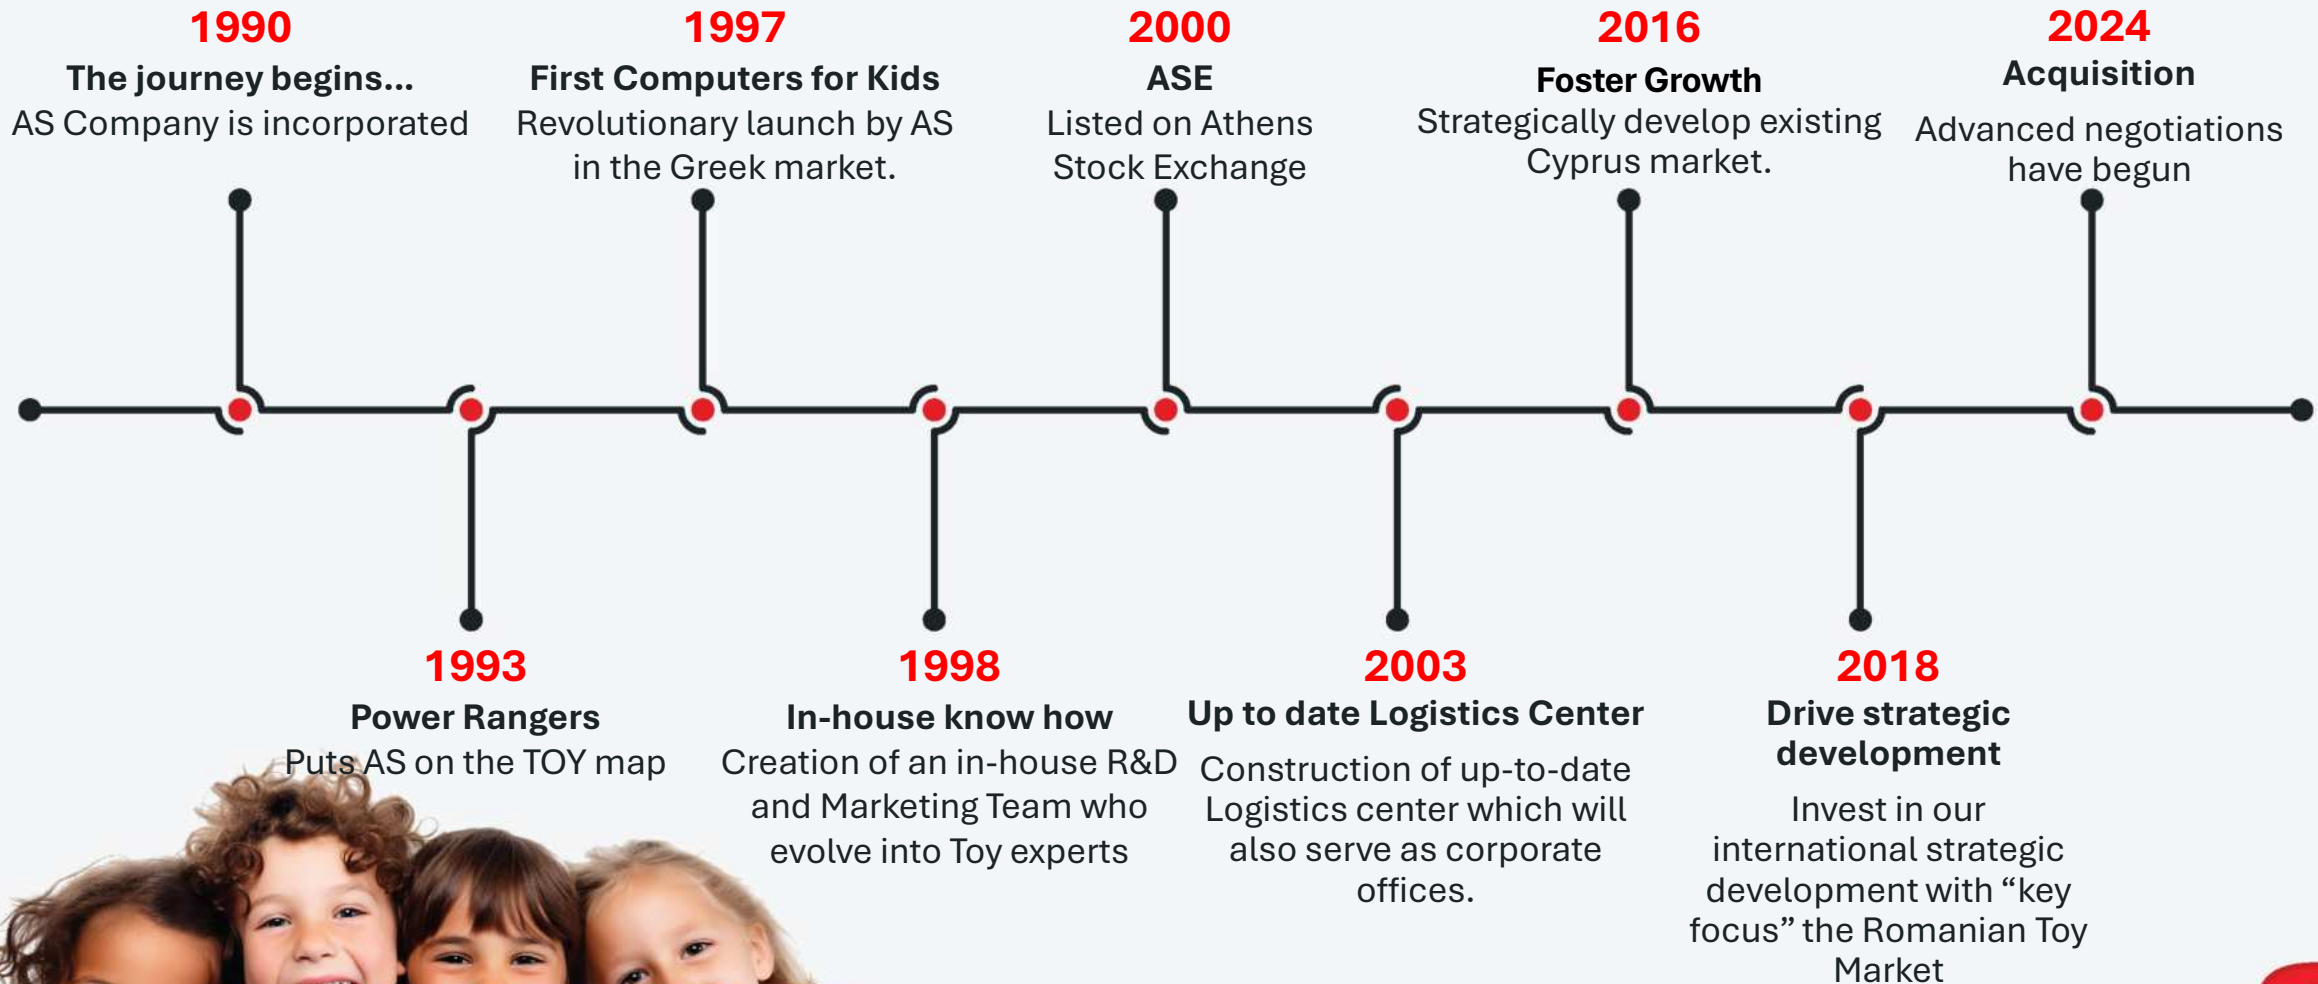 1990
The journey begins...
AS Company is incorporated
1997
First Computers for Kids
Revolutionary launch by AS
in the Greek market.
2000
ASE
Listed on Athens
Stock Exchange
2016
Foster Growth
Strategically develop existing
Cyprus market.
2024
Acquisition
Advanced negotiations
have begun
1993
Power Rangers
Puts AS on the TOY map
1998
In-house know how
Creation of an in-house R&D
and Marketing Team who
evolve into Toy experts
2003
Up to date Logistics Center
Construction of up-to-date
Logistics center which will
also serve as corporate
offices.
2018
Drive strategic
development
Invest in our
international strategic
development with “key
focus” the Romanian Toy
Market